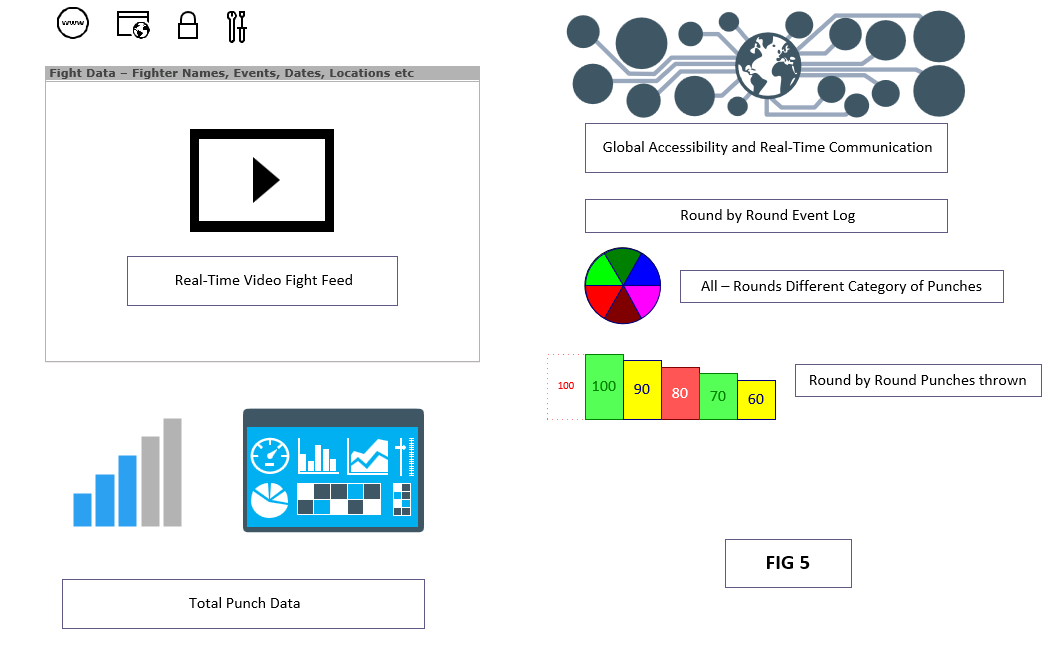 www
Fight Data – Fighter Names, Events, Dates, Locations etc
Real-Time Video Fight Feed
Total Punch Data
Global Accessibility and Real-Time Communication
Round by Round Event Log
All – Rounds Different Category of Punches
100
100
90
80
70
60
Round by Round Punches thrown
FIG 5